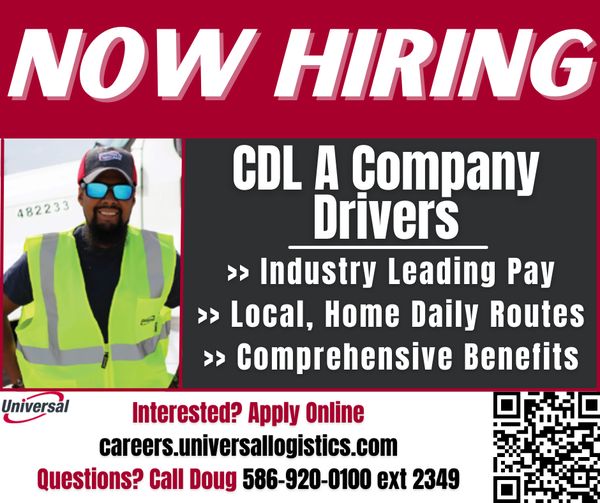 NOW HIRING
482233
CDL A Company
Drivers
>> Industry Leading Pay
>> Local, Home Daily Routes
>> Comprehensive Benefits
Universal
Interested? Apply Online
careers.universallogistics.com
Questions? Call Doug 586-920-0100 ext 2349